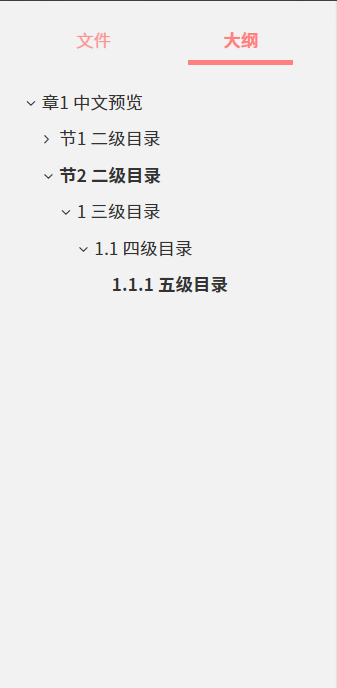 文件 大纲
章1 中文预览
节1 二级目录
节2 二级目录
1 三级目录
1.1 四级目录
1.1.1 五级目录